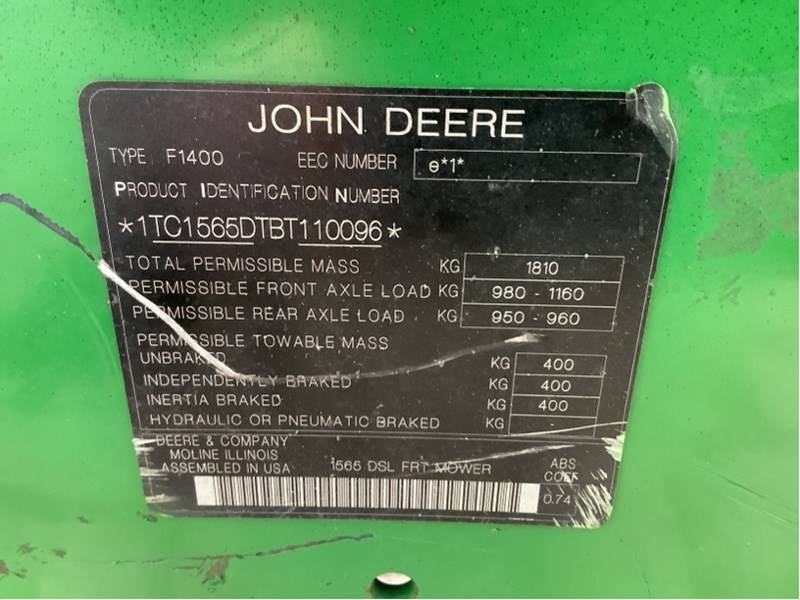 JOHN DEERE
TYPE F1400 EEC NUMBER e*1*
PRODUCT IDENTIFICATION NUMBER
*1TC1565DTBT110096*
TOTAL PERMISSIBLE MASS KG 1810
PERMISSIBLE FRONT AXLE LOAD KG 980 - 1160
PERMISSIBLE REAR AXLE LOAD KG 950 - 960
PERMISSIBLE TOWABLE MASS
UNBRAKED KG 400
INDEPENDENTLY BRAKED KG 400
INERTIA BRAKED KG 400
HYDRAULIC OR PNEUMATIC BRAKED KG -
DEERE & COMPANY
MOLINE ILLINOIS
ASSEMBLED IN USA 1565 DSL FRT MOWER ABS
COEF
0.74